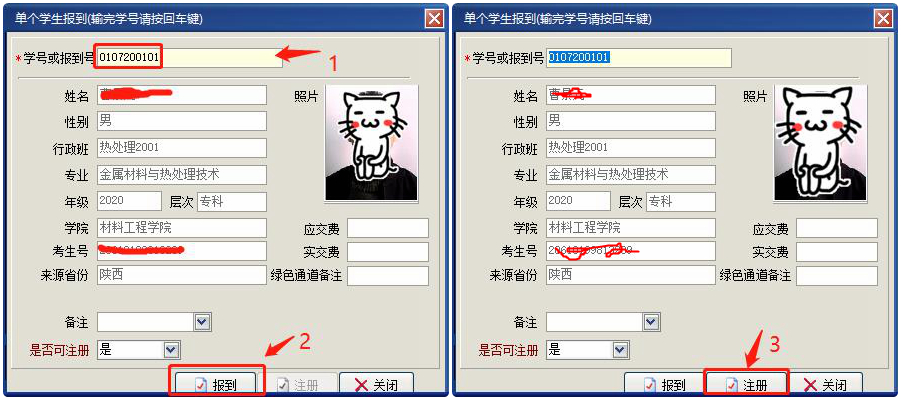 单个学生报到(输完学号请按回车键)
*学号或报到号 0107200101
1
姓名
照片
性别 男
行政班 热处理2001
专业 金属材料与热处理技术
年级 2020 层次 专科
学院 材料工程学院
应交费
考生号
实交费
来源省份 陕西
绿色通道备注
备注
是否可注册 是
2
报到 注册 关闭
单个学生报到(输完学号请按回车键)
*学号或报到号 0107200101
姓名 曹
照片
性别 男
行政班 热处理2001
专业 金属材料与热处理技术
年级 2020 层次 专科
学院 材料工程学院
应交费
考生号
实交费
来源省份 陕西
绿色通道备注
备注
是否可注册 是
3
报到 注册 关闭